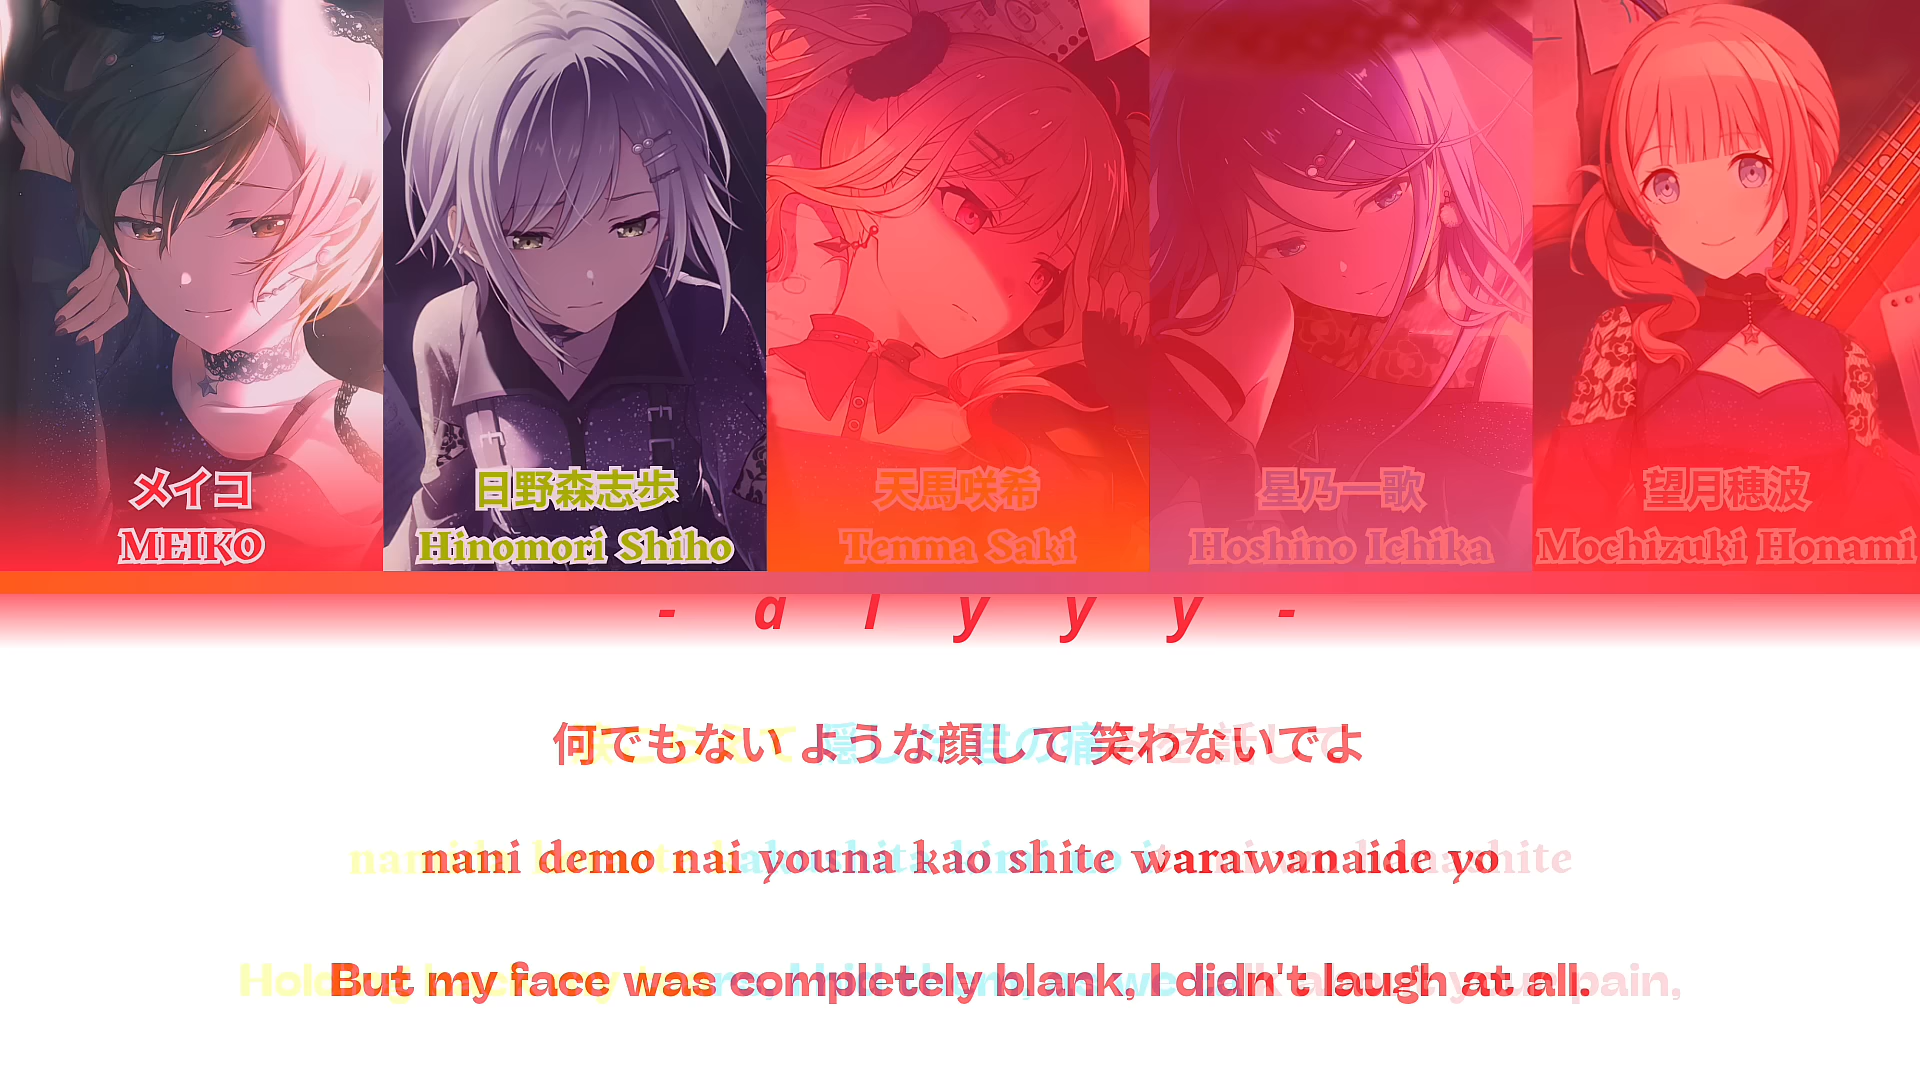 メイコ
MEIKO
日野森志歩
Hinomori Shiho
天馬咲希
Tenma Saki
星乃一歌
Hoshino Ichika
望月穂波
Mochizuki Honami
- a l y y y -
何でもない ような顔して 笑わないでよ
nani demo nai youna kao shite warawanaide yo
But my face was completely blank, I didn't laugh at all.